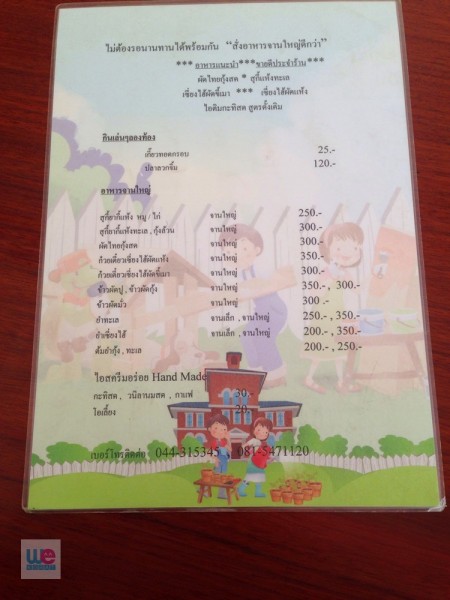 ไม่ต้องรอนานทานได้พร้อมกัน "สั่งอาหารจานใหญ่ดีกว่า"
*** อาหารแนะนำ***ขายดีประจำร้าน***
ผัดไทยกุ้งสด * สุกี้แห้งทะเล
เซี่ยงไฮ้ผัดขี้เมา *** เซี่ยงไฮ้ผัดแห้ง
ไอติมกะทิสด สูตรดั้งเดิม
กินเล่นๆลองท้อง
เกี๊ยวทอดกรอบ 25.-
ปลาลวกจิ้ม 120.-
อาหารจานใหญ่
สุกี้ยากี้แห้ง หมู / ไก่ จานใหญ่ 250.-
สุกี้ยากี้แห้งทะเล , กุ้งล้วน จานใหญ่ 300.-
ผัดไทยกุ้งสด จานใหญ่ 300.-
ก๋วยเตี๋ยวเซี่ยงไฮ้ผัดแห้ง จานใหญ่ 350.-
ก๋วยเตี๋ยวเซี่ยงไฮ้ผัดขี้เมา จานใหญ่ 300.-
ข้าวผัดปู , ข้าวผัดกุ้ง จานใหญ่ 350.- , 300.-
ข้าวผัดมั่ว จานใหญ่ 300 .-
ยำทะเล จานเล็ก , จานใหญ่ 250.- , 350.-
ยำเซี่ยงไฮ้ จานเล็ก , จานใหญ่ 200.- , 350.-
ต้มยำกุ้ง , ทะเล 200.- , 250.-
ไอสครีมอร่อย Hand Made
กะทิสด , วนิลานมสด , กาแฟ 30.-
โอเลี้ยง 20.-
เบอร์โทรติดต่อ 044-315345 081-5471120
we